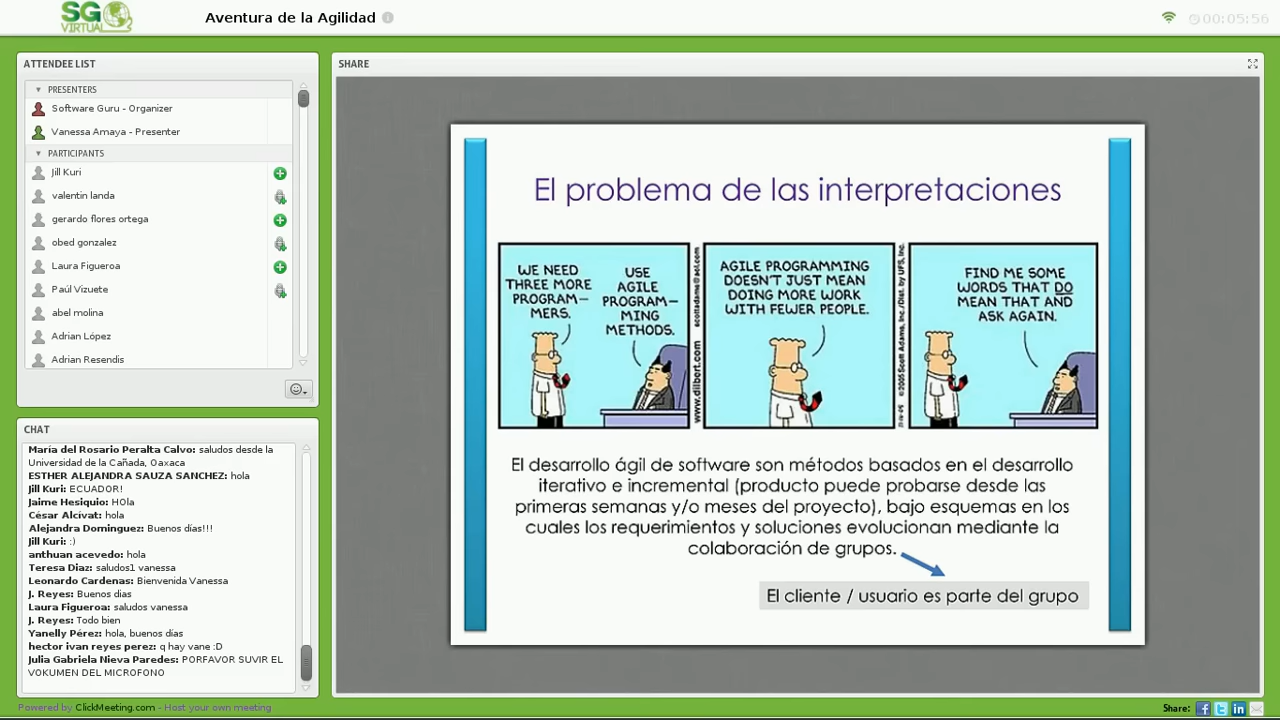 SG
VIRTUAL
Aventura de la Agilidad
00:05:56
ATTENDEE LIST
PRESENTERS
Software Guru - Organizer
Vanessa Amaya - Presenter
PARTICIPANTS
Jill Kuri
valentin landa
gerardo flores ortega
obed gonzalez
Laura Figueroa
Paúl Vizuete
abel molina
Adrian López
Adrian Resendis
CHAT
María del Rosario Peralta Calvo: saludos desde la
Universidad de la Cañada, Oaxaca
ESTHER ALEJANDRA SAUZA SANCHEZ: hola
Jill Kuri: ECUADOR!
Jaime Hesiquio: HOla
César Alcívat: hola
Alejandra Dominguez: Buenos días!!!
Jill Kuri: :)
anthuan acevedo: hola
Teresa Diaz: saludos1 vanessa
Leonardo Cardenas: Bienvenida Vanessa
J. Reyes: Buenos dias
Laura Figueroa: saludos vanessa
J. Reyes: Todo bien
Yanelly Pérez: hola, buenos días
hector ivan reyes perez: q hay vane :D
Julia Gabriela Nieva Paredes: PORFAVOR SUVIR EL
VOKUMEN DEL MICROFONO
SHARE
El problema de las interpretaciones
WE NEED
THREE MORE
PROGRAM-
MERS.
USE
AGILE
PROGRAM-
MING
METHODS.
www.dilbert.com scottadams@aol.com
AGILE PROGRAMMING
DOESN'T JUST MEAN
DOING MORE WORK
WITH FEWER PEOPLE.
©2005 Scott Adams, Inc./Dist. by UFS, Inc.
FIND ME SOME
WORDS THAT DO
MEAN THAT AND
ASK AGAIN.
El desarrollo ágil de software son métodos basados en el desarrollo
iterativo e incremental (producto puede probarse desde las
primeras semanas y/o meses del proyecto), bajo esquemas en los
cuales los requerimientos y soluciones evolucionan mediante la
colaboración de grupos.
El cliente / usuario es parte del grupo
Powered by ClickMeeting.com - Host your own meeting
Share: